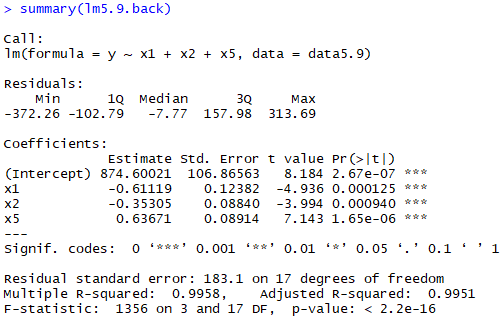 > summary(lm5.9.back)
Call:
lm(formula = y ~ x1 + x2 + x5, data = data5.9)
Residuals:
Min 1Q Median 3Q Max
-372.26 -102.79 -7.77 157.98 313.69
Coefficients:
Estimate Std. Error t value Pr(>|t|)
(Intercept) 874.60021 106.86563 8.184 2.67e-07 ***
x1 -0.61119 0.12382 -4.936 0.000125 ***
x2 -0.35305 0.08840 -3.994 0.000940 ***
x5 0.63671 0.08914 7.143 1.65e-06 ***
---
Signif. codes: 0 ‘***’ 0.001 ‘**’ 0.01 ‘*’ 0.05 ‘.’ 0.1 ‘ ’ 1
Residual standard error: 183.1 on 17 degrees of freedom
Multiple R-squared: 0.9958, Adjusted R-squared: 0.9951
F-statistic: 1356 on 3 and 17 DF, p-value: < 2.2e-16